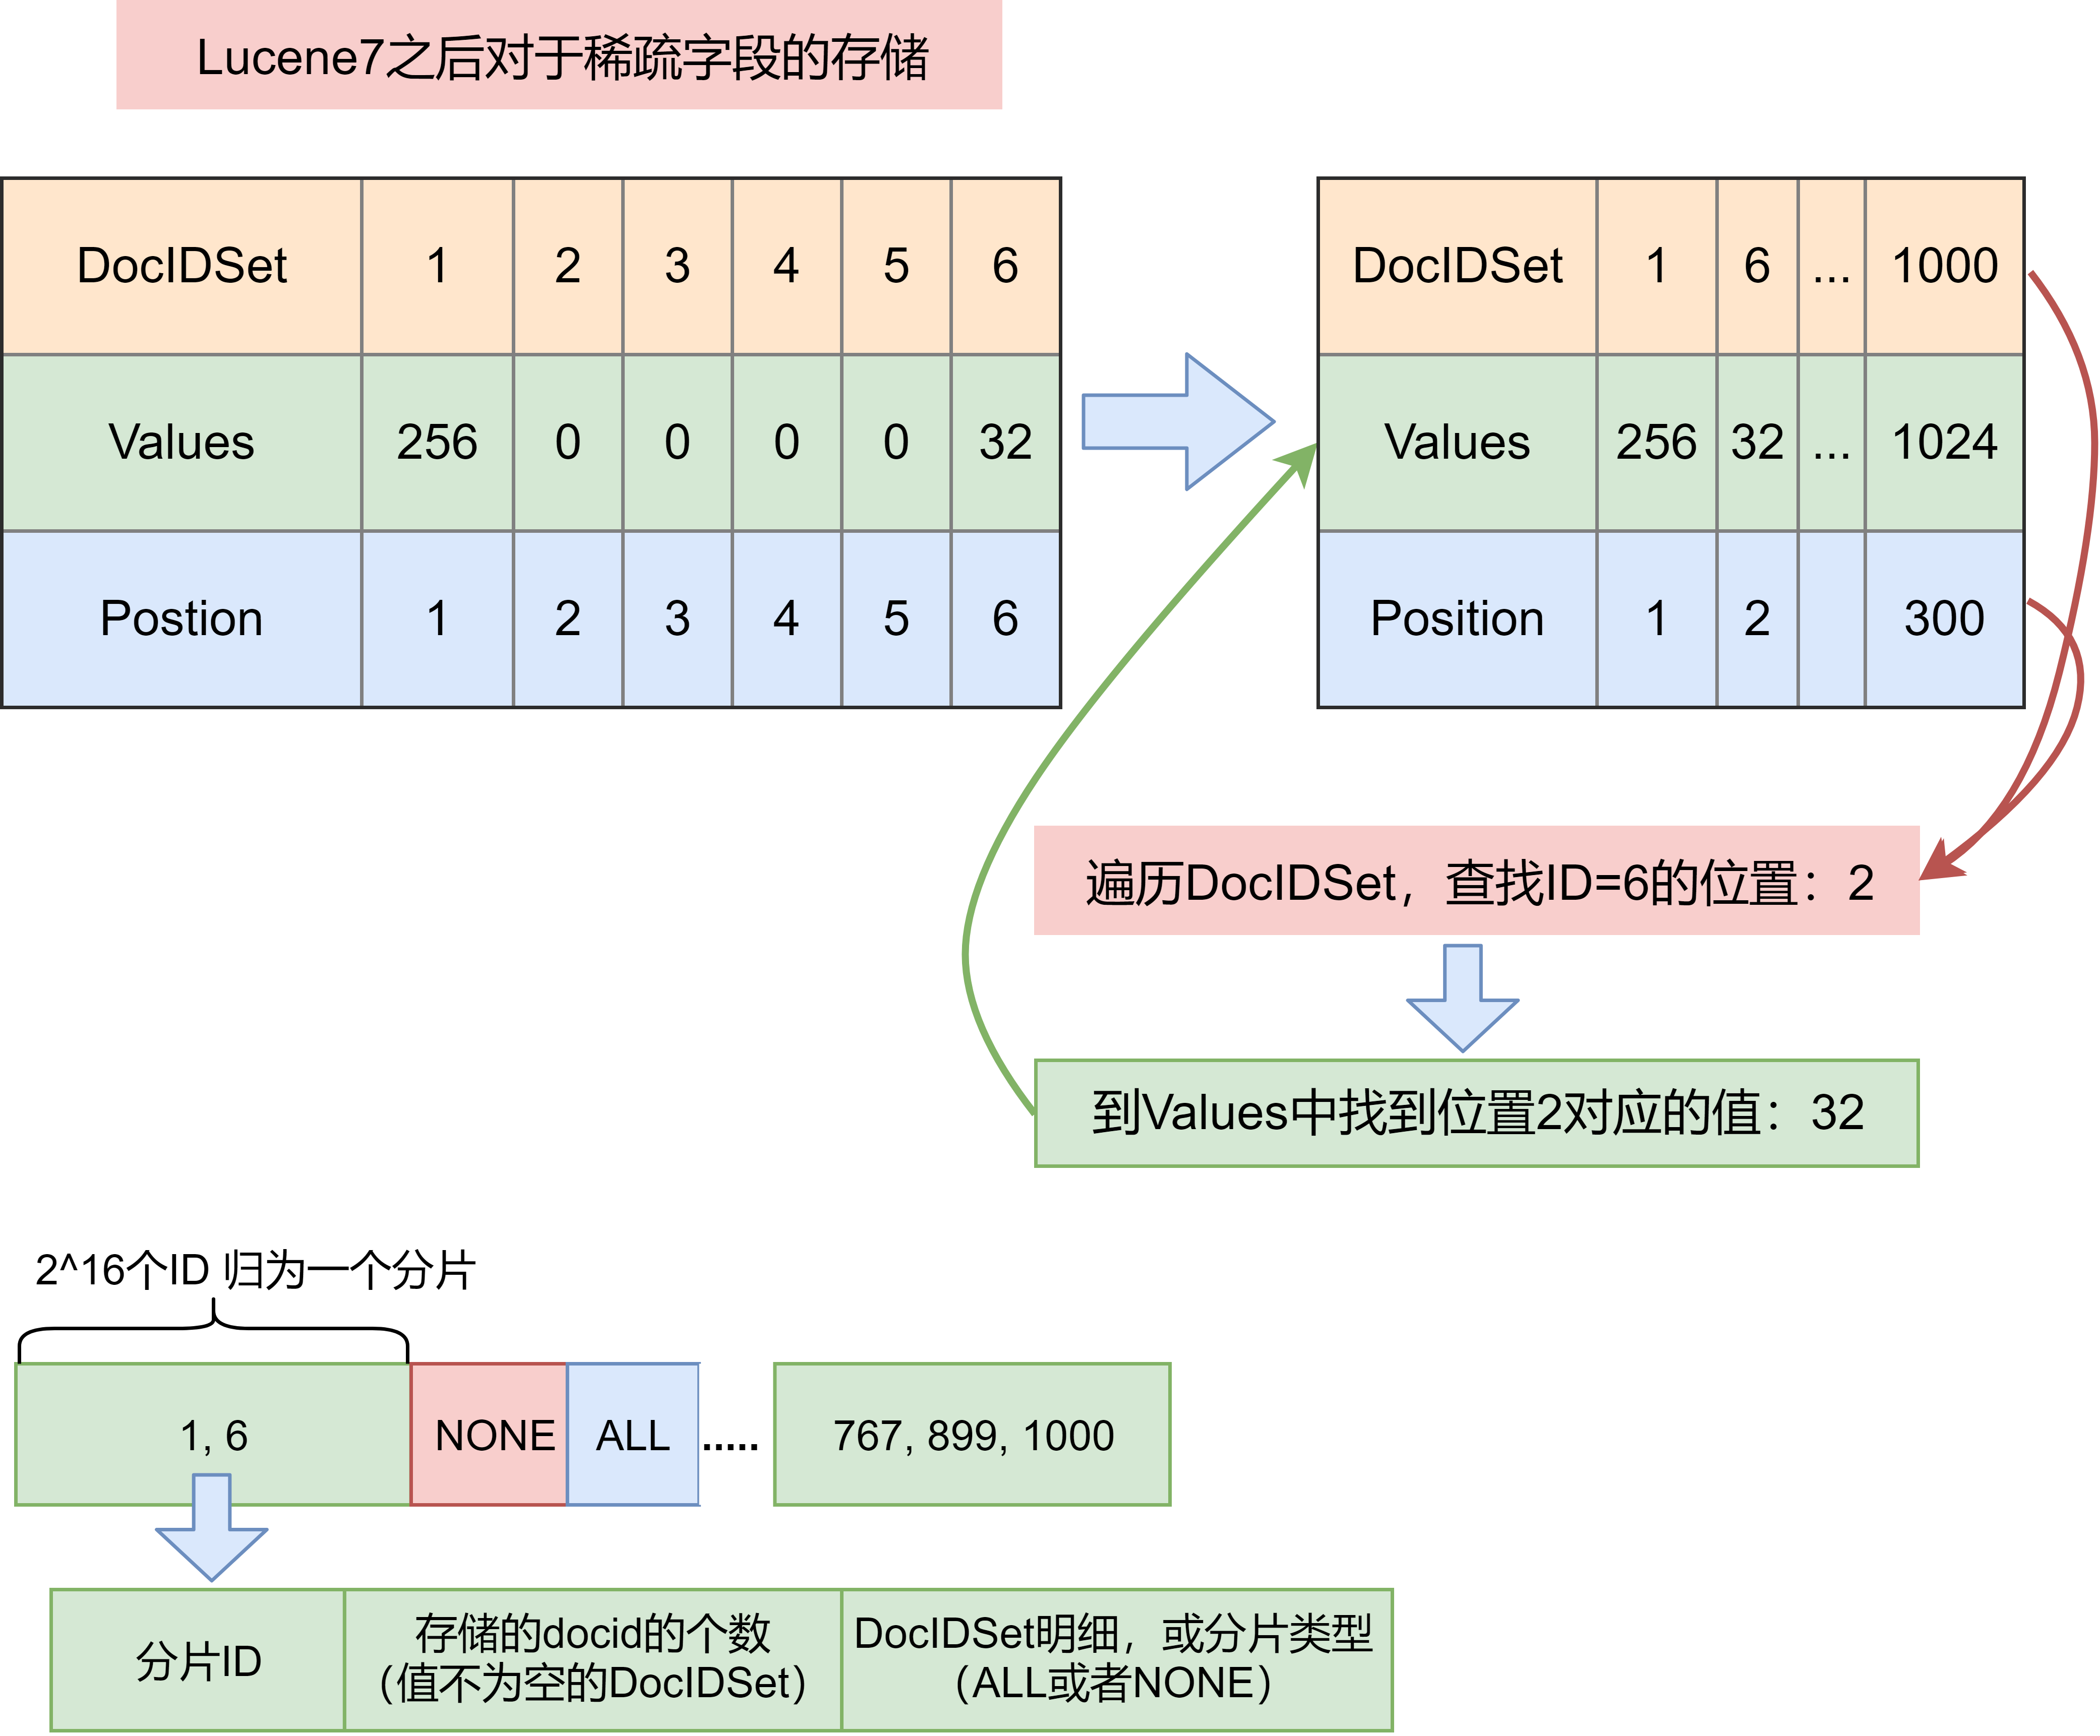 Lucene7之后对于稀疏字段的存储
DocIDSet 1 2 3 4 5 6
Values 256 0 0 0 0 32
Postion 1 2 3 4 5 6
DocIDSet 1 6 ... 1000
Values 256 32 ... 1024
Position 1 2 300
遍历DocIDSet，查找ID=6的位置：2
到Values中找到位置2对应的值：32
2^16个ID 归为一个分片
1, 6 NONE ALL ..... 767, 899, 1000
分片ID
存储的docid的个数
（值不为空的DocIDSet）
DocIDSet明细，或分片类型
（ALL或者NONE）